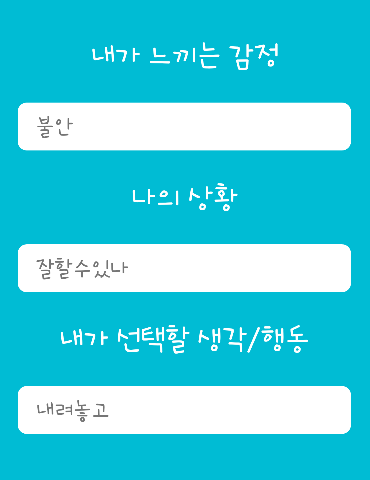 내가 느끼는 감정
불안
나의 상황
잘할수있나
내가 선택할 생각/행동
내려놓고